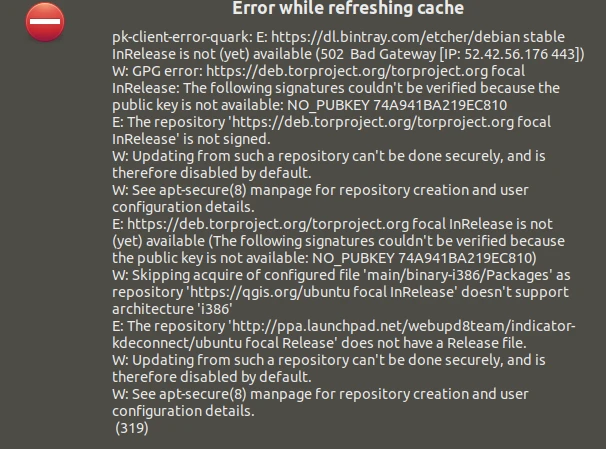 Error while refreshing cache
pk-client-error-quark: E: https://dl.bintray.com/etcher/debian stable
InRelease is not (yet) available (502  Bad Gateway [IP: 52.42.56.176 443])
W: GPG error: https://deb.torproject.org/torproject.org focal
InRelease: The following signatures couldn't be verified because the
public key is not available: NO_PUBKEY 74A941BA219EC810
E: The repository 'https://deb.torproject.org/torproject.org focal
InRelease' is not signed.
W: Updating from such a repository can't be done securely, and is
therefore disabled by default.
W: See apt-secure(8) manpage for repository creation and user
configuration details.
E: https://deb.torproject.org/torproject.org focal InRelease is not
(yet) available (The following signatures couldn't be verified because
the public key is not available: NO_PUBKEY 74A941BA219EC810)
W: Skipping acquire of configured file 'main/binary-i386/Packages' as
repository 'https://qgis.org/ubuntu focal InRelease' doesn't support
architecture 'i386'
E: The repository 'http://ppa.launchpad.net/webupd8team/indicator-
kdeconnect/ubuntu focal Release' does not have a Release file.
W: Updating from such a repository can't be done securely, and is
therefore disabled by default.
W: See apt-secure(8) manpage for repository creation and user
configuration details.
(319)